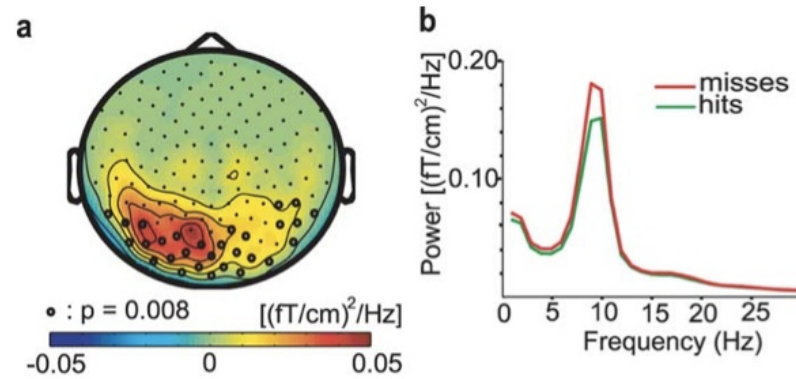 a
: p = 0.008
[(fT/cm)²/Hz]
-0.05 0 0.05
b
Power [(fT/cm)²/Hz]
0.20
0.10
misses
hits
0 5 10 15 20 25
Frequency (Hz)